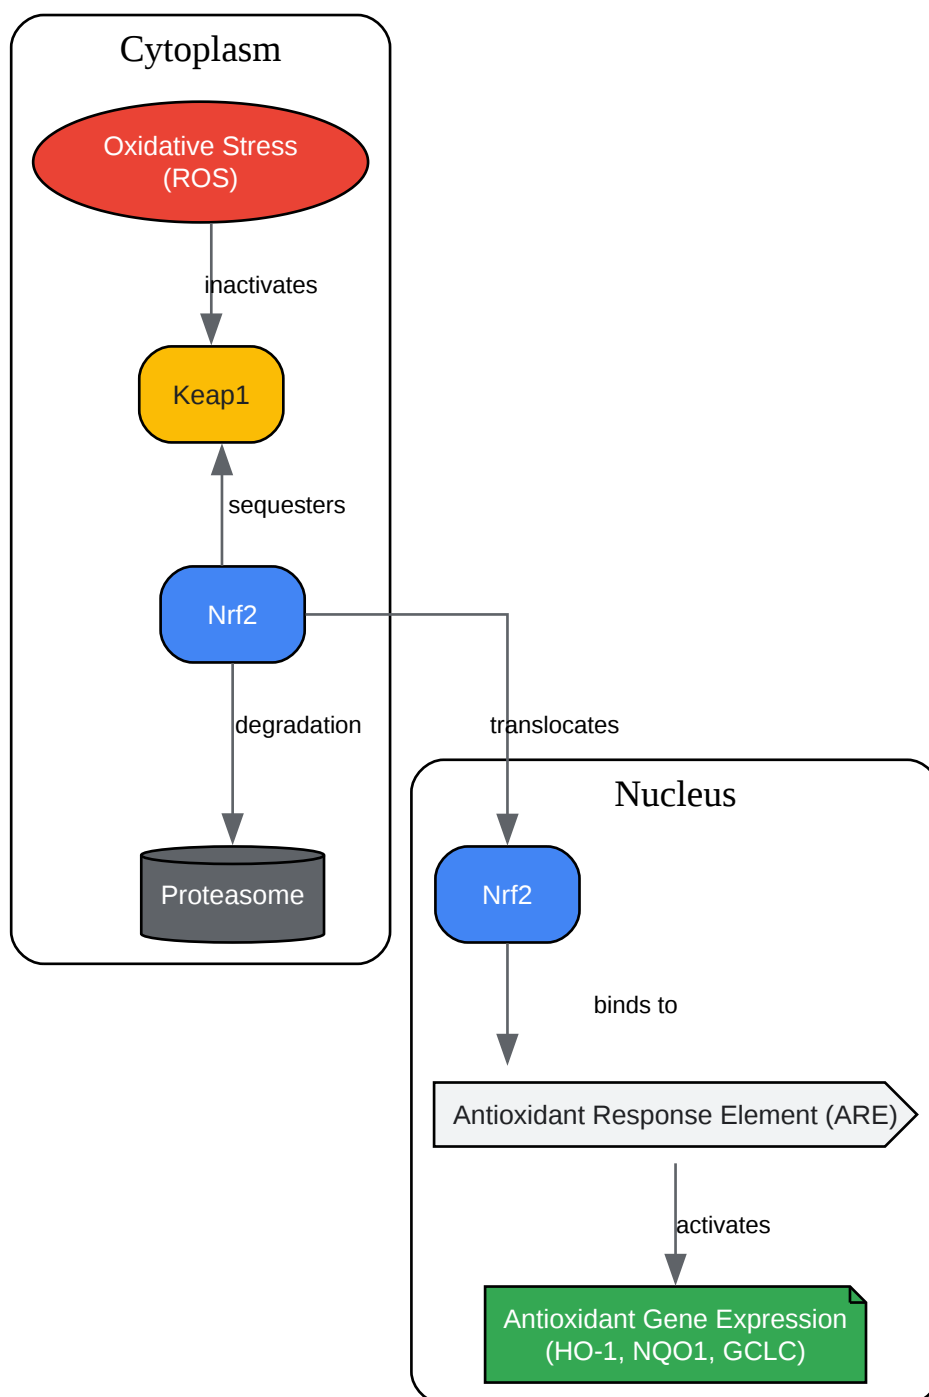 Cytoplasm
Oxidative Stress
(ROS)
inactivates
Keap1
sequesters
Nrf2
degradation
translocates
Nucleus
Proteasome
Nrf2
binds to
Antioxidant Response Element (ARE)
activates
Antioxidant Gene Expression
(HO-1, NQO1, GCLC)